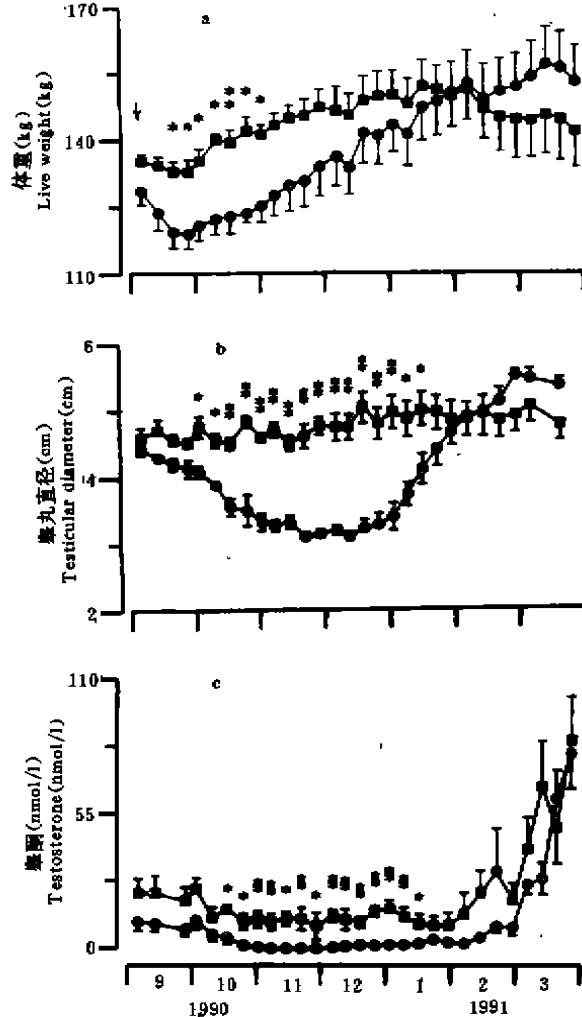 170
a
140
110
体重(kg)
Live weight(kg)
6
b
4
2
睾丸直径(cm)
Testicular diameter(cm)
110
c
55
0
睾酮(nmol/l)
Testosterone(nmol/l)
9 10 11 12 1 2 3
1990 1991